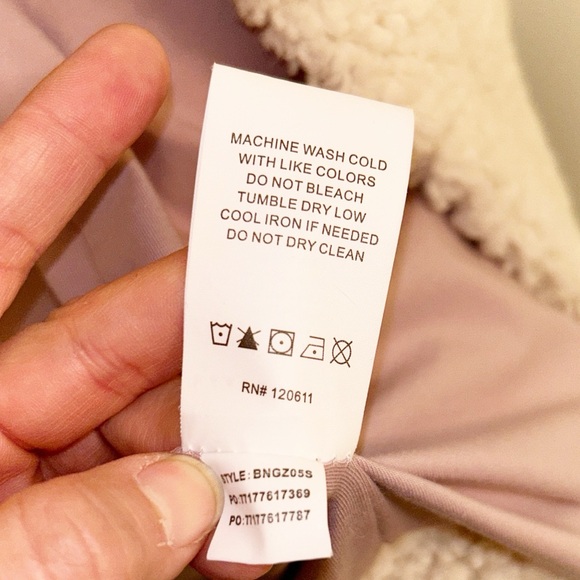 MACHINE WASH COLD
WITH LIKE COLORS
DO NOT BLEACH
TUMBLE DRY LOW
COOL IRON IF NEEDED
DO NOT DRY CLEAN
RN# 120611
STYLE: BNGZ05S
PO:TI177617369
PO:TI177617787